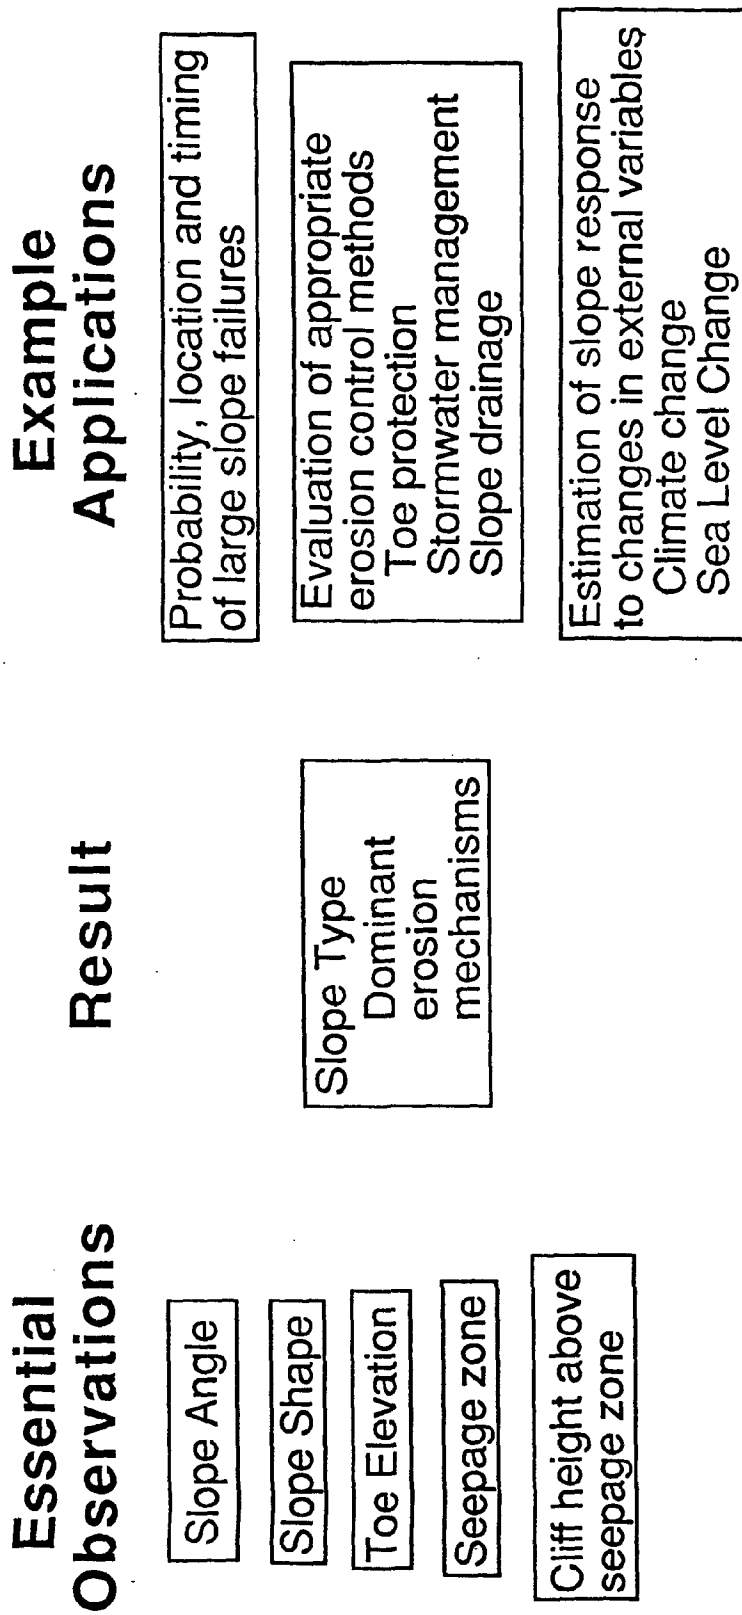 Essential
Observations
Slope Angle
Slope Shape
Toe Elevation
Seepage zone
Cliff height above
seepage zone
Result
Slope Type
Dominant
erosion
mechanisms
Example
Applications
Probability, location and timing
of large slope failures
Evaluation of appropriate
erosion control methods
Toe protection
Stormwater management
Slope drainage
Estimation of slope response
to changes in external variables
Climate change
Sea Level Change